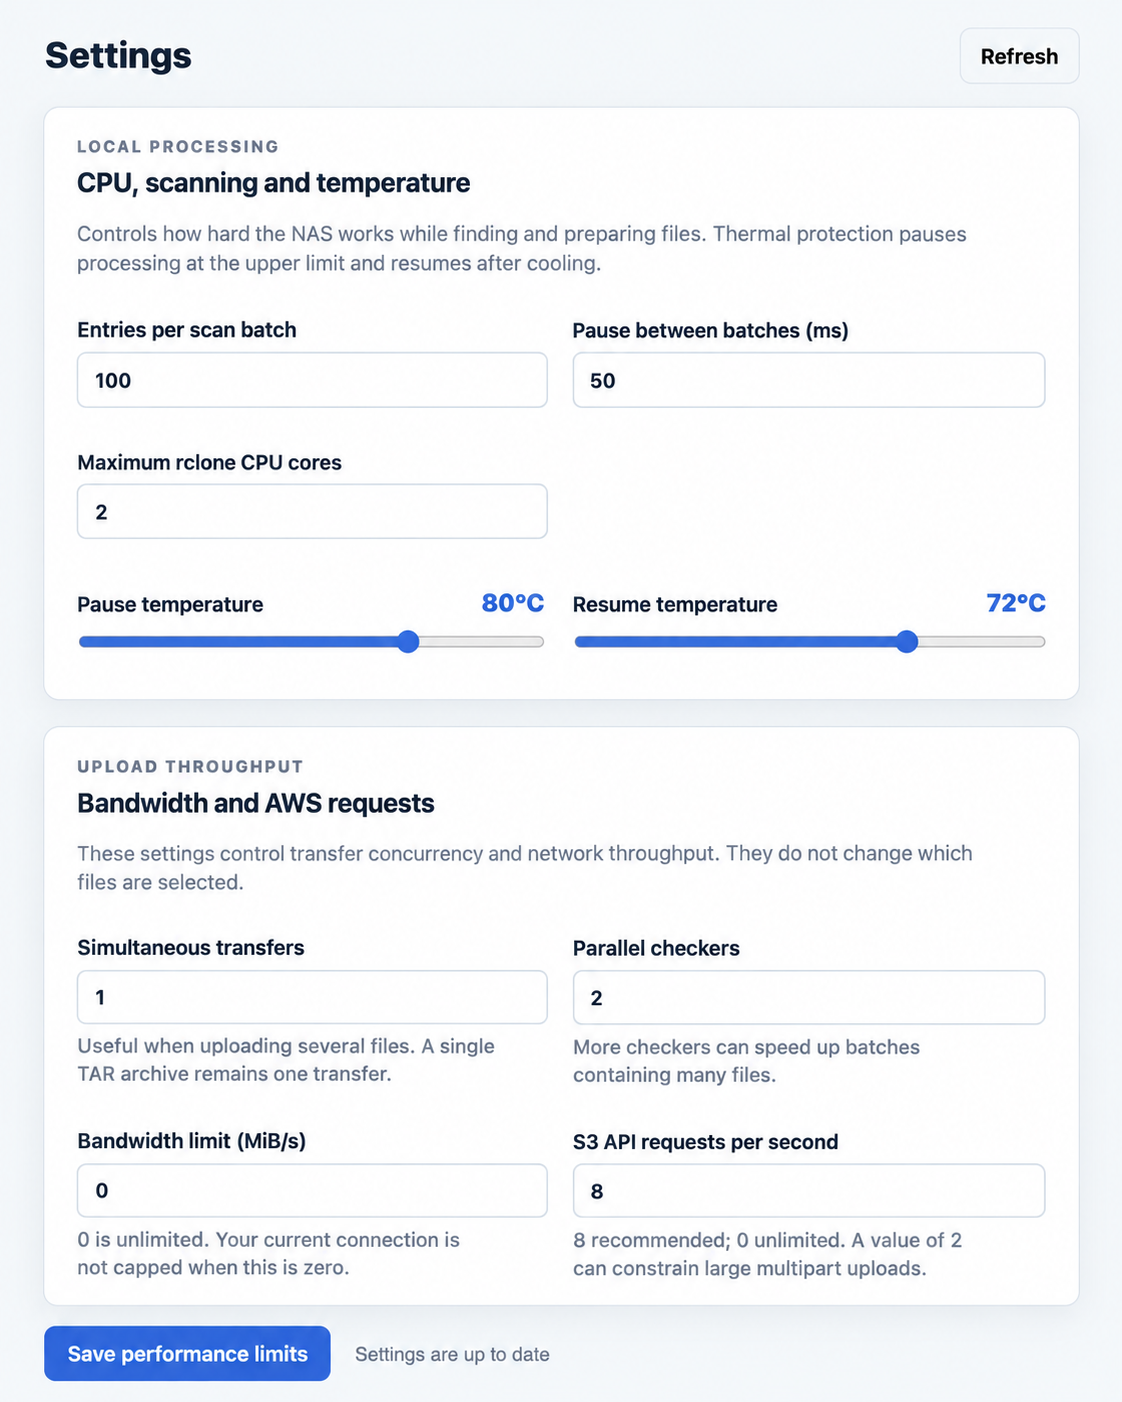 Settings
Refresh
LOCAL PROCESSING
CPU, scanning and temperature
Controls how hard the NAS works while finding and preparing files. Thermal protection pauses
processing at the upper limit and resumes after cooling.
Entries per scan batch
Pause between batches (ms)
100
50
Maximum rclone CPU cores
2
Pause temperature
80°C
Resume temperature
72°C
UPLOAD THROUGHPUT
Bandwidth and AWS requests
These settings control transfer concurrency and network throughput. They do not change which
files are selected.
Simultaneous transfers
1
Useful when uploading several files. A single
TAR archive remains one transfer.
Parallel checkers
2
More checkers can speed up batches
containing many files.
Bandwidth limit (MiB/s)
0
0 is unlimited. Your current connection is
not capped when this is zero.
S3 API requests per second
8
8 recommended; 0 unlimited. A value of 2
can constrain large multipart uploads.
Save performance limits
Settings are up to date